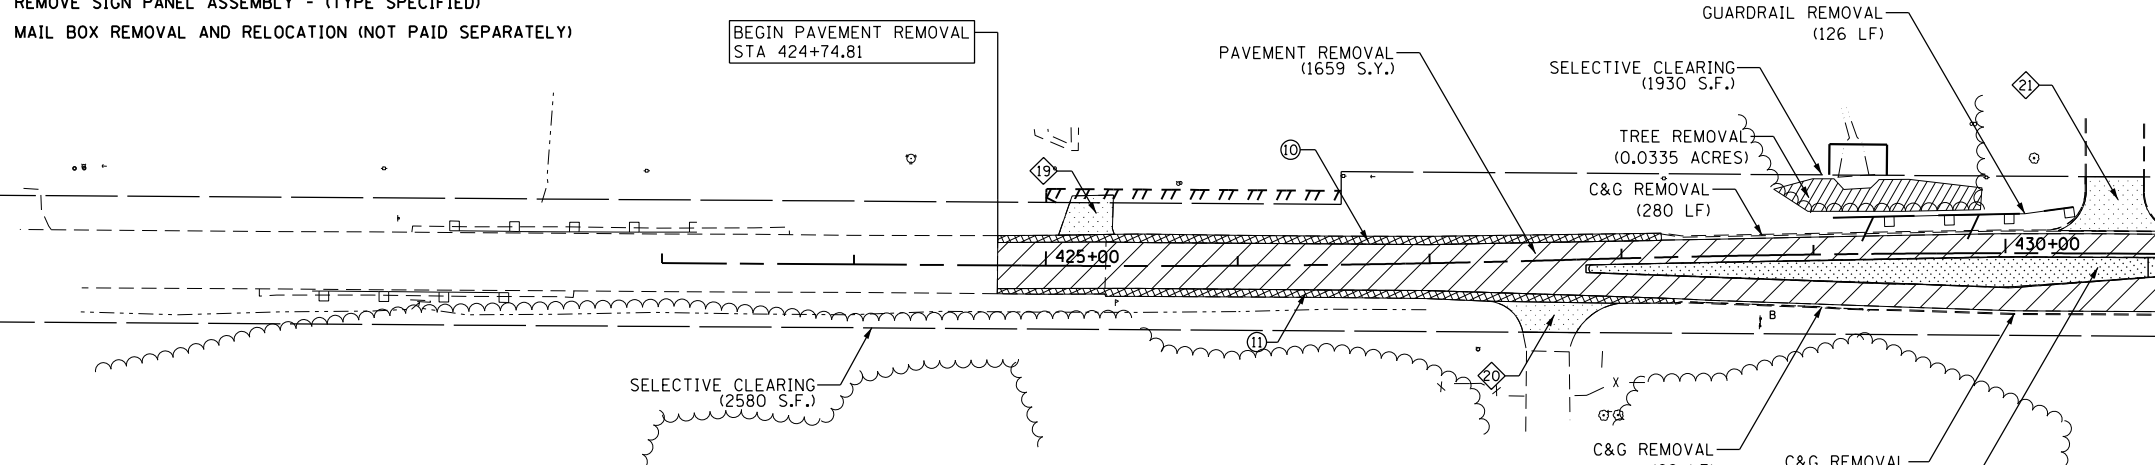 REMOVE SIGN PANEL ASSEMBLY - (TYPE SPECIFIED)
MAIL BOX REMOVAL AND RELOCATION (NOT PAID SEPARATELY)
BEGIN PAVEMENT REMOVAL
STA 424+74.81
PAVEMENT REMOVAL
(1659 S.Y.)
GUARDRAIL REMOVAL
(126 LF)
SELECTIVE CLEARING
(1930 S.F.)
TREE REMOVAL
(0.0335 ACRES)
C&G REMOVAL
(280 LF)
21
10
19
425+00
430+00
B
11
20
X
X
SELECTIVE CLEARING
(2580 S.F.)
C&G REMOVAL
C&G REMOVAL